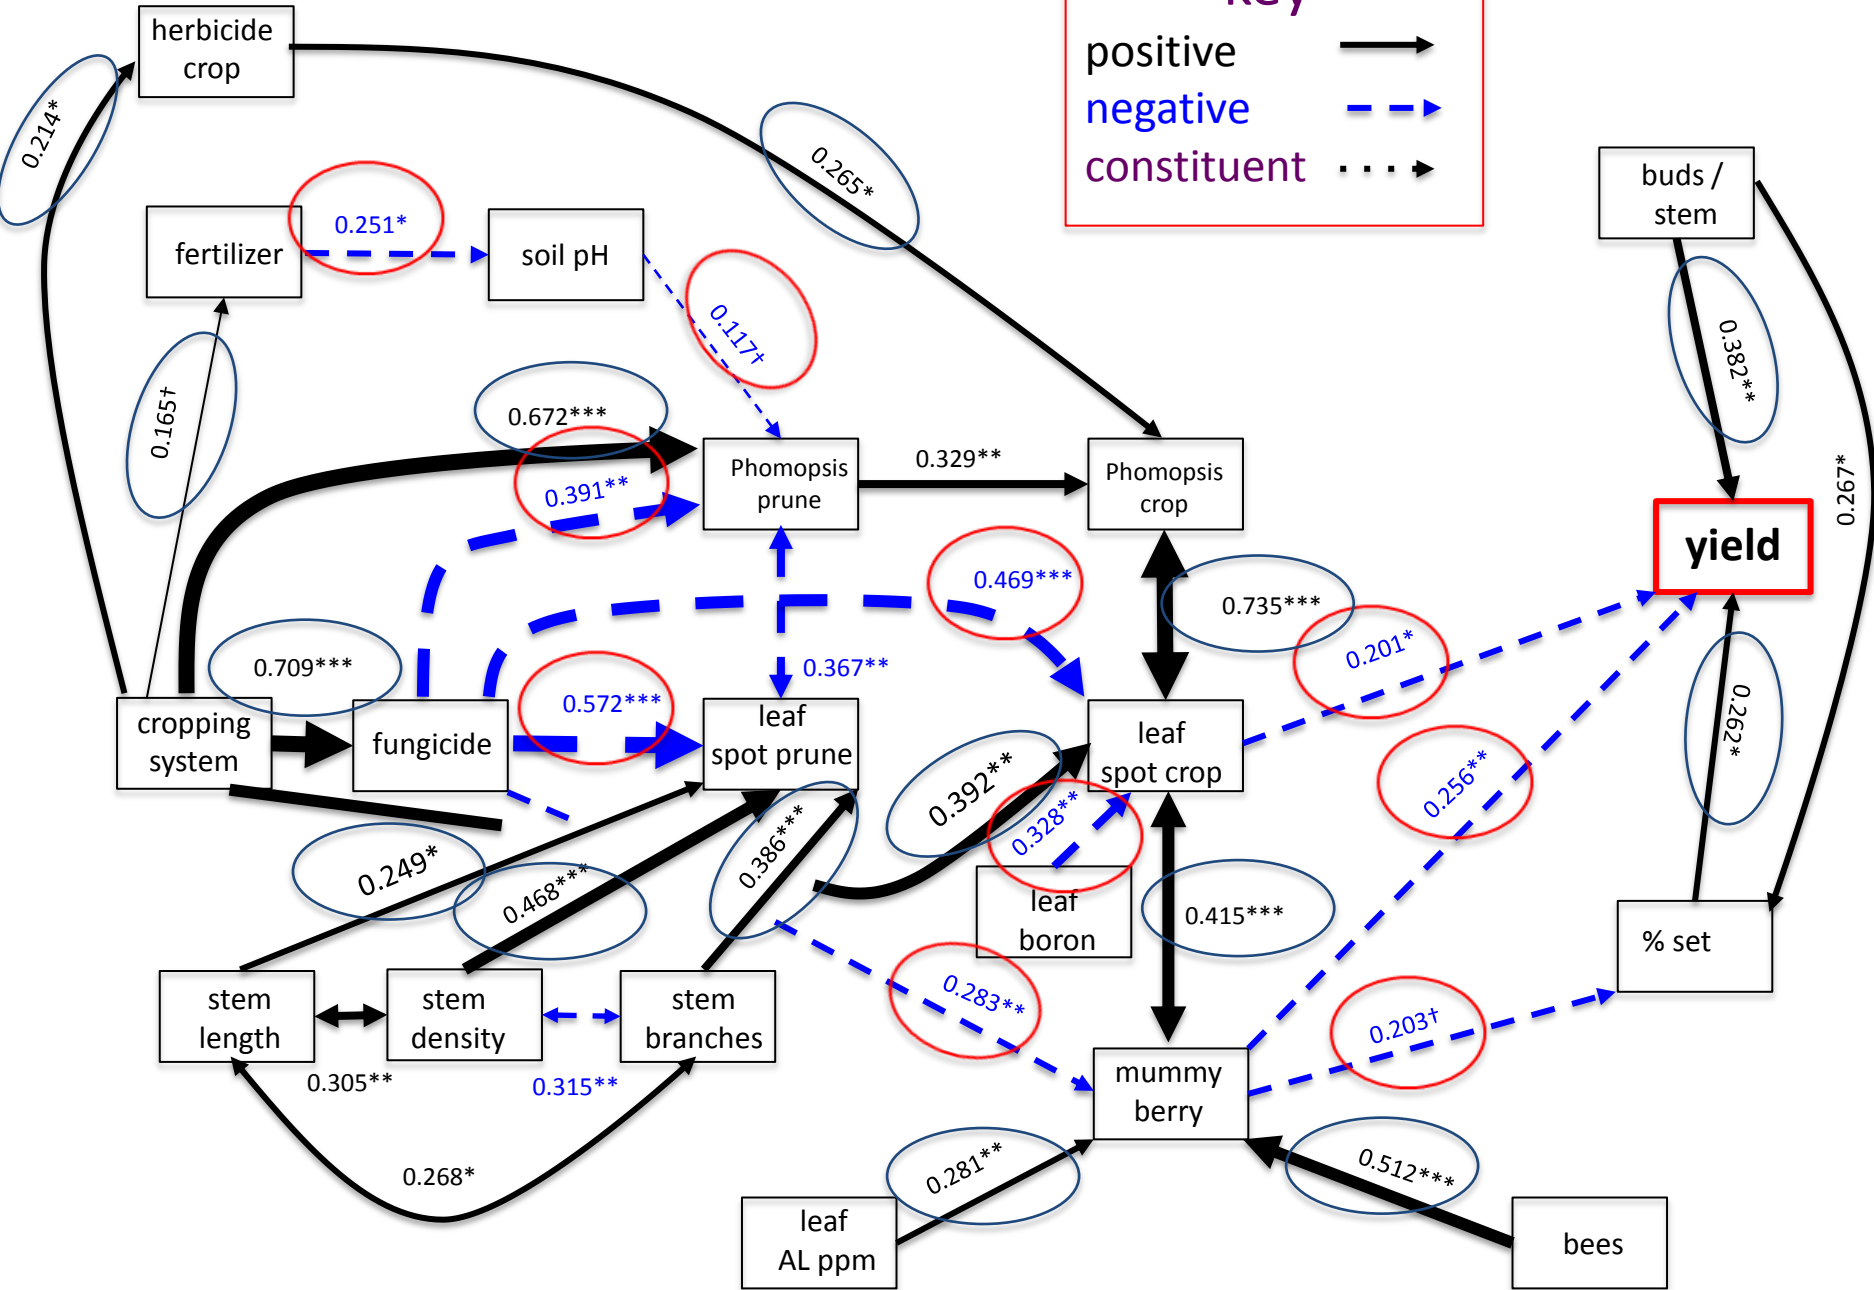 key
positive
negative
constituent
herbicide
crop
0.214*
0.265*
buds /
stem
fertilizer
0.251*
soil pH
0.117†
0.382**
0.165†
0.672***
0.267*
Phomopsis
prune
0.329**
Phomopsis
crop
0.391**
yield
0.469***
0.735***
0.201*
0.709***
0.367**
cropping
system
fungicide
0.572***
leaf
spot prune
leaf
spot crop
0.262*
0.392**
0.328**
0.256**
0.249*
0.468***
0.386***
leaf
boron
0.415***
% set
stem
length
stem
density
stem
branches
0.283**
0.203†
0.305**
0.315**
mummy
berry
0.268*
0.281**
0.512***
leaf
AL ppm
bees